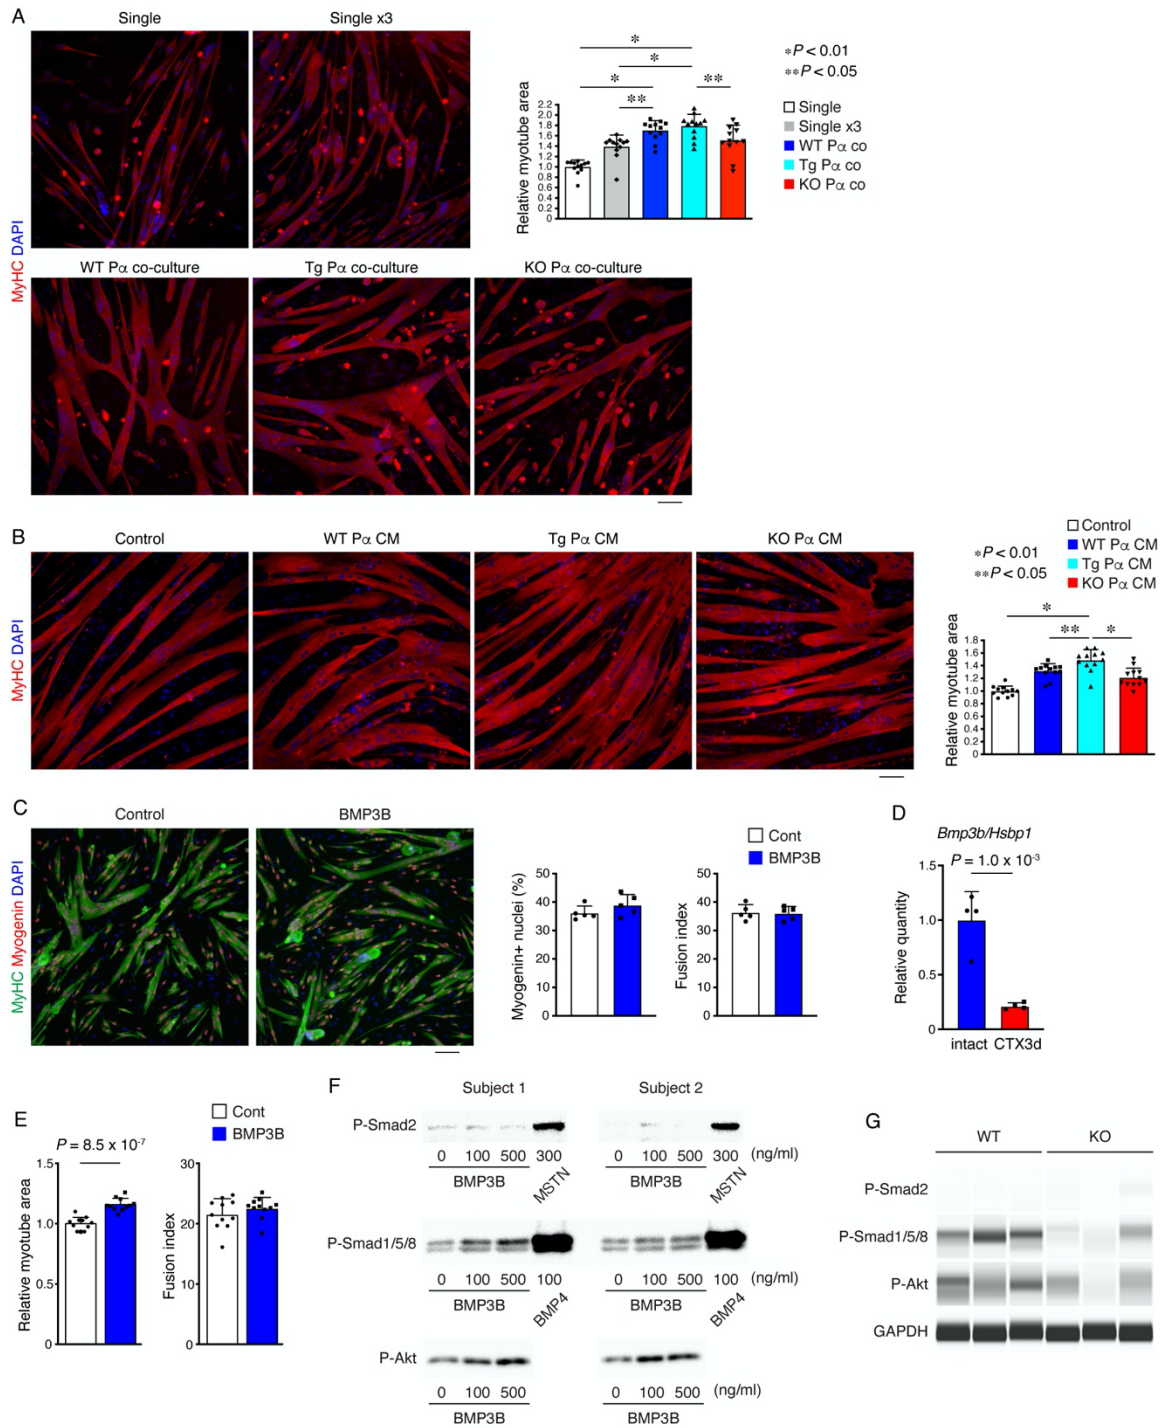 A
Single
Single x3
MyHC DAPI
WT Pα co-culture
Tg Pα co-culture
KO Pα co-culture
Relative myotube area
2.2
2.0
1.8
1.6
1.4
1.2
1.0
0.8
0.6
0.4
0.2
0
*
*
*
**
**
*P < 0.01
**P < 0.05
Single
Single x3
WT Pα co
Tg Pα co
KO Pα co
B
Control
WT Pα CM
Tg Pα CM
KO Pα CM
MyHC DAPI
*P < 0.01
**P < 0.05
Control
WT Pα CM
Tg Pα CM
KO Pα CM
*
**
*
Relative myotube area
1.8
1.6
1.4
1.2
1.0
0.8
0.6
0.4
0.2
0
C
Control
BMP3B
MyHC Myogenin DAPI
Cont
BMP3B
Myogenin+ nuclei (%)
50
40
30
20
10
0
Fusion index
50
40
30
20
10
0
D
Bmp3b/Hsbp1
P = 1.0 x 10-3
Relative quantity
1.5
1.0
0.5
0
intact CTX3d
E
Cont
BMP3B
P = 8.5 x 10-7
Relative myotube area
1.5
1.0
0.5
0
Fusion index
30
20
10
0
F
Subject 1
Subject 2
P-Smad2
0 100 500 300
0 100 500 300 (ng/ml)
BMP3B MSTN
BMP3B MSTN
P-Smad1/5/8
0 100 500 100
0 100 500 100 (ng/ml)
BMP3B BMP4
BMP3B BMP4
P-Akt
0 100 500
0 100 500 (ng/ml)
BMP3B
BMP3B
G
WT
KO
P-Smad2
P-Smad1/5/8
P-Akt
GAPDH